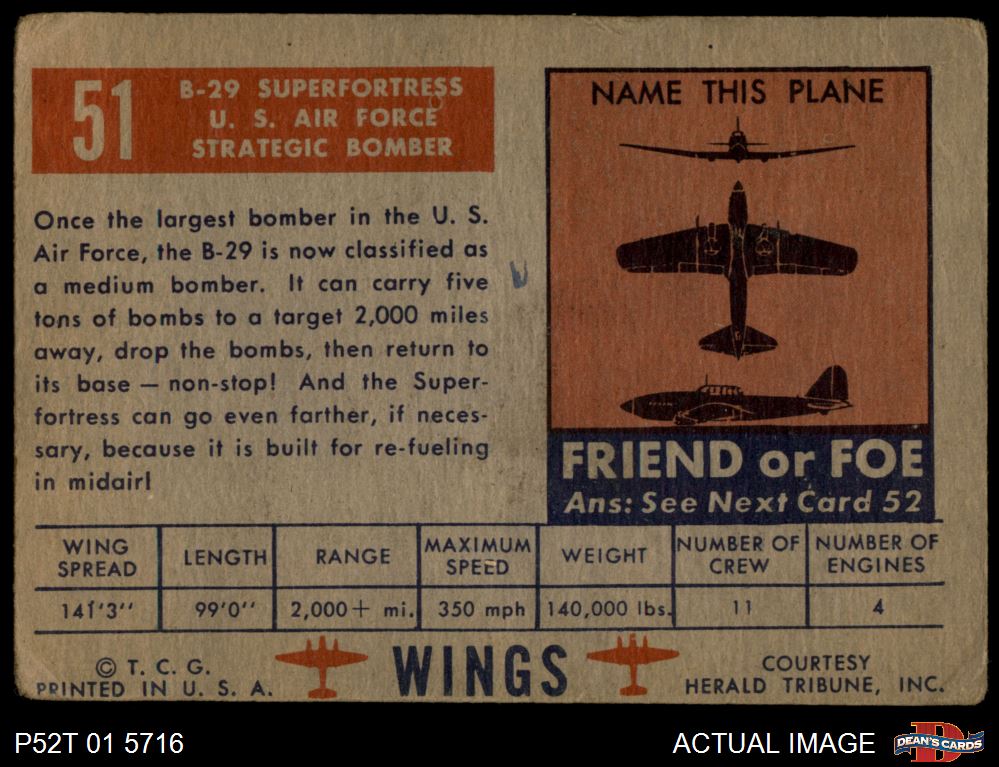 51
B-29 SUPERFORTRESS
U. S. AIR FORCE
STRATEGIC BOMBER
Once the largest bomber in the U. S.
Air Force, the B-29 is now classified as
a medium bomber. It can carry five
tons of bombs to a target 2,000 miles
away, drop the bombs, then return to
its base — non-stop! And the Super-
fortress can go even farther, if neces-
sary, because it is built for re-fueling
in midair!
NAME THIS PLANE
FRIEND or FOE
Ans: See Next Card 52
WING SPREAD
LENGTH
RANGE
MAXIMUM SPEED
WEIGHT
NUMBER OF CREW
NUMBER OF ENGINES
141'3''
99'0''
2,000+ mi.
350 mph
140,000 lbs.
11
4
© T. C. G.
PRINTED IN U. S. A.
WINGS
COURTESY
HERALD TRIBUNE, INC.
P52T 01 5716
ACTUAL IMAGE
DEAN'S CARDS